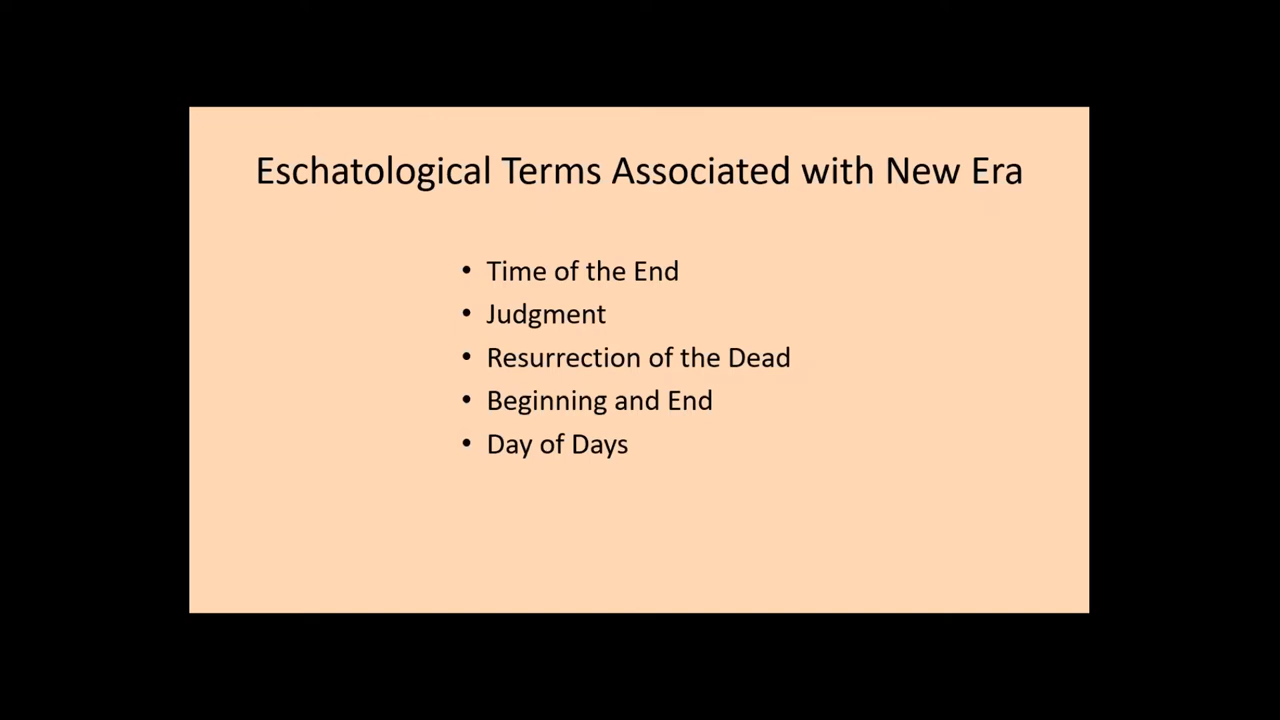 Eschatological Terms Associated with New Era
• Time of the End
• Judgment
• Resurrection of the Dead
• Beginning and End
• Day of Days